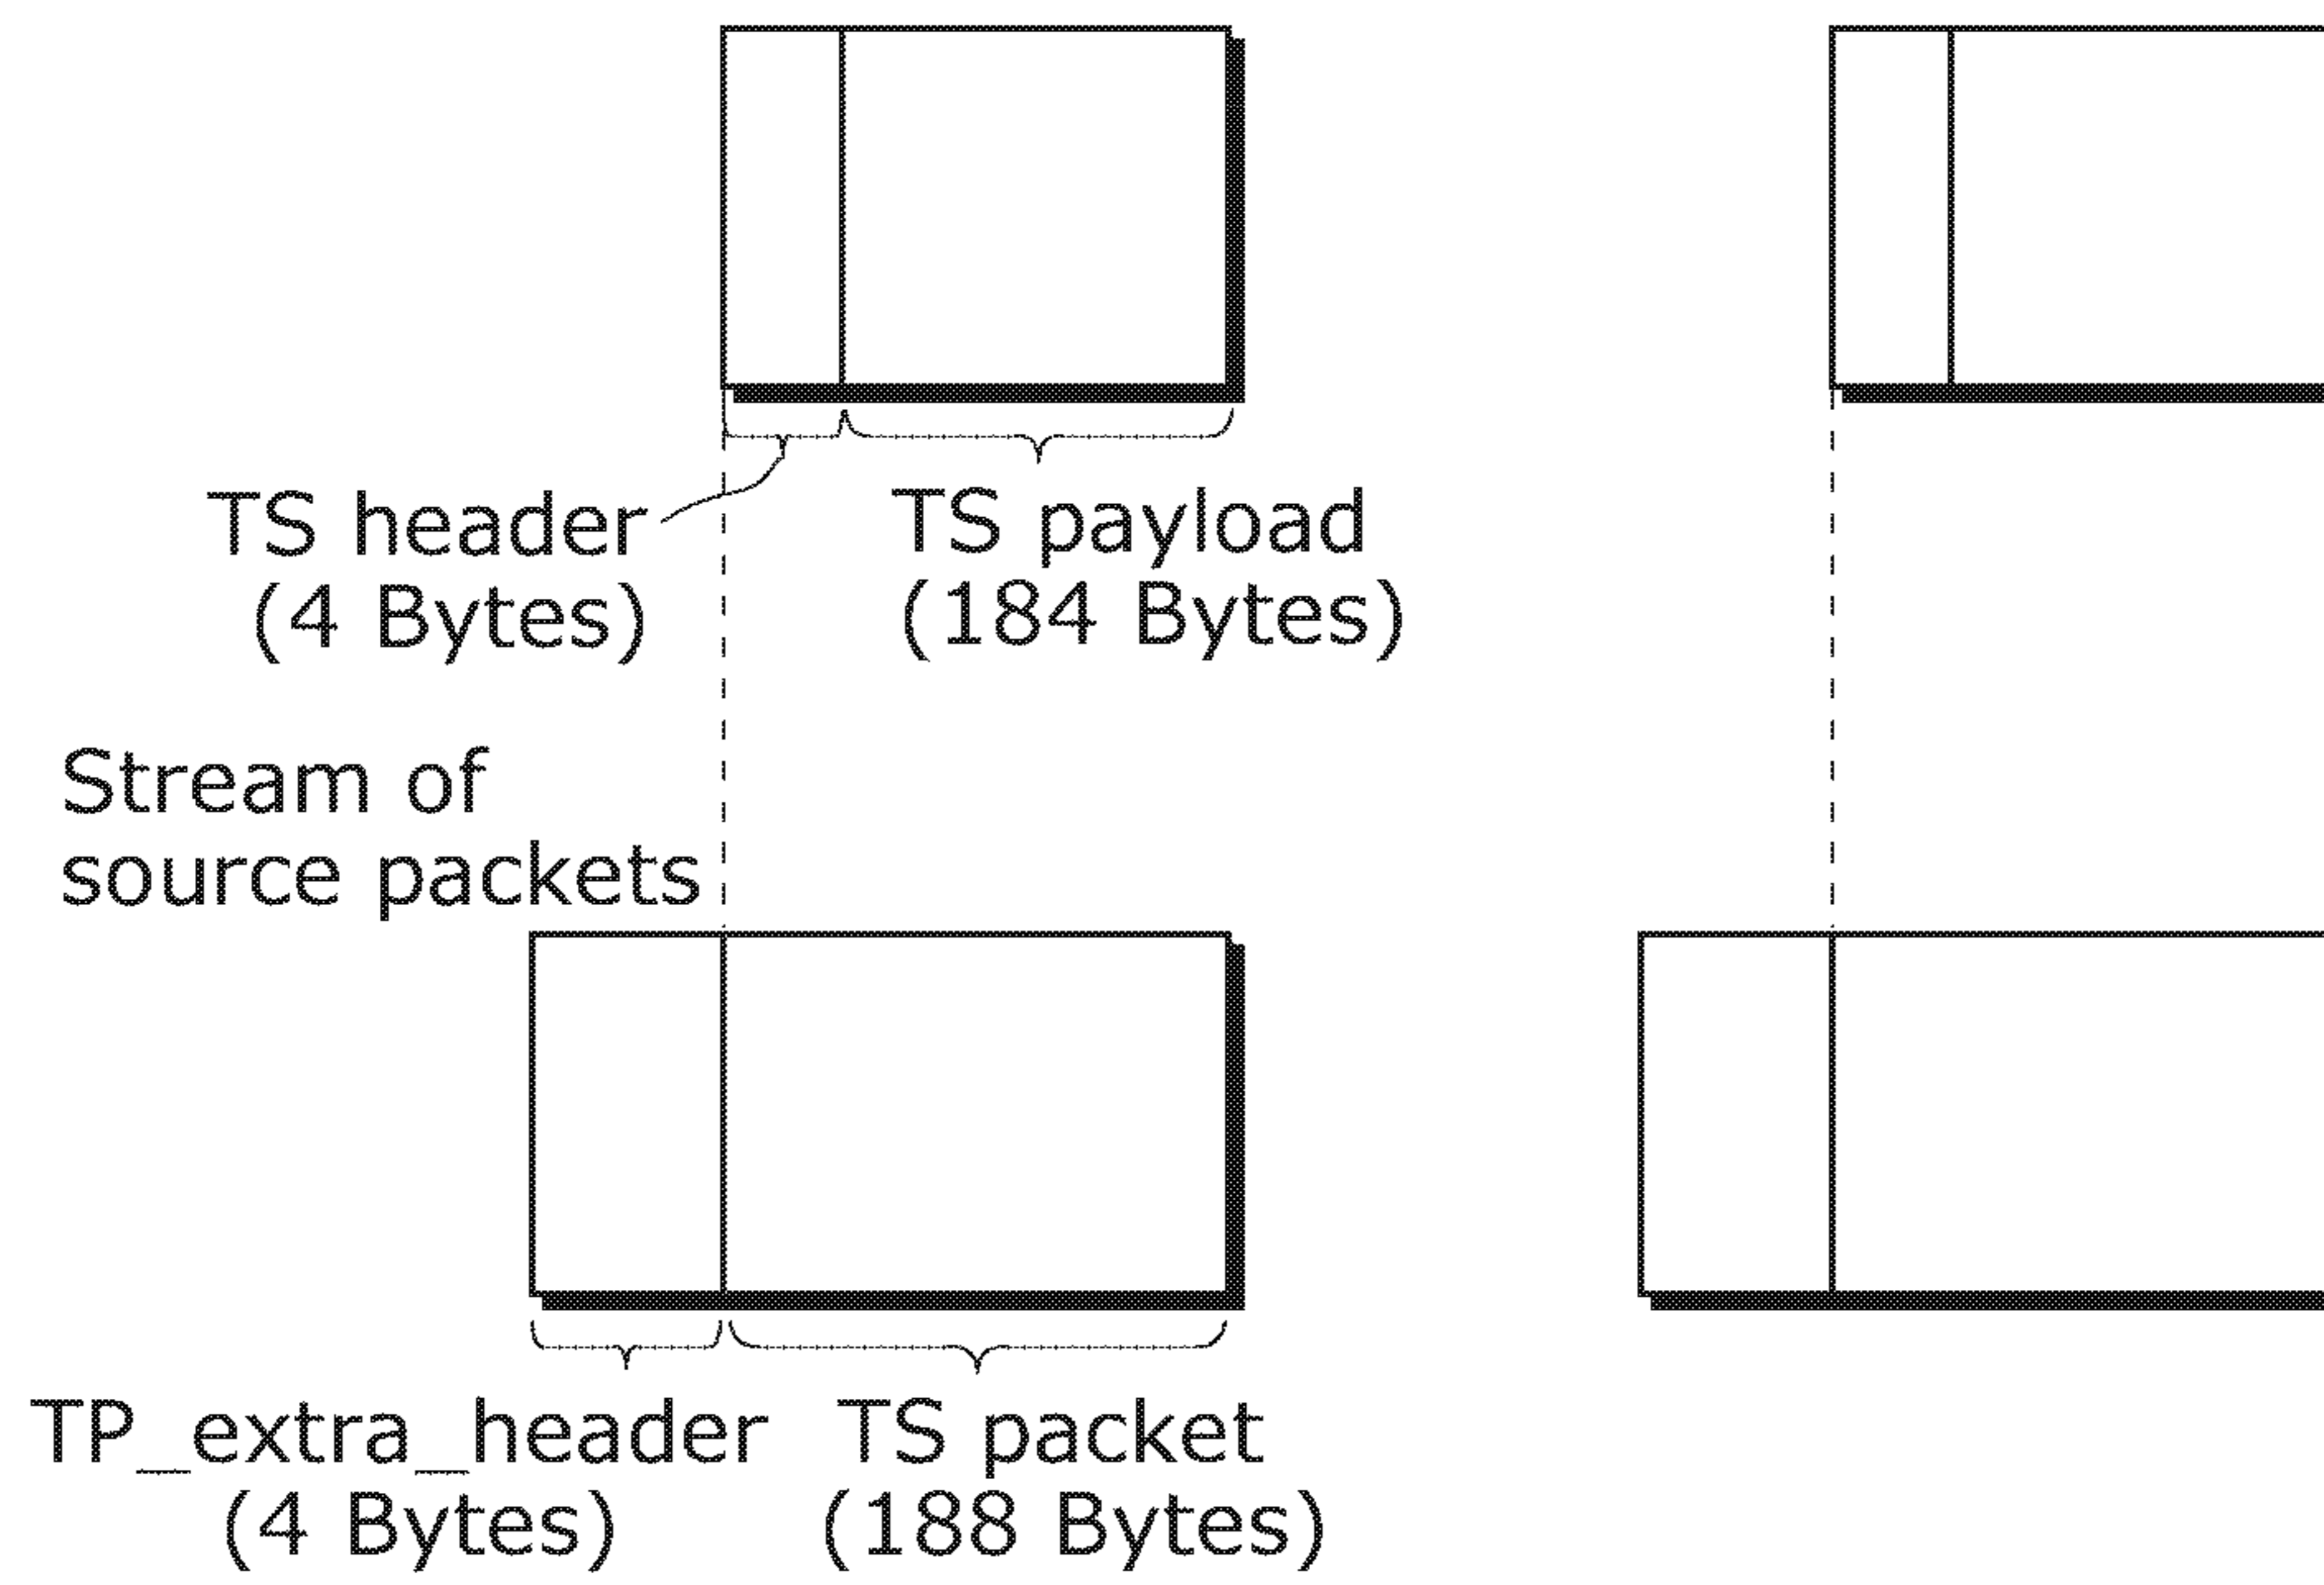 TS header
(4 Bytes)
TS payload
(184 Bytes)
Stream of
source packets
TP_extra_header
(4 Bytes)
TS packet
(188 Bytes)